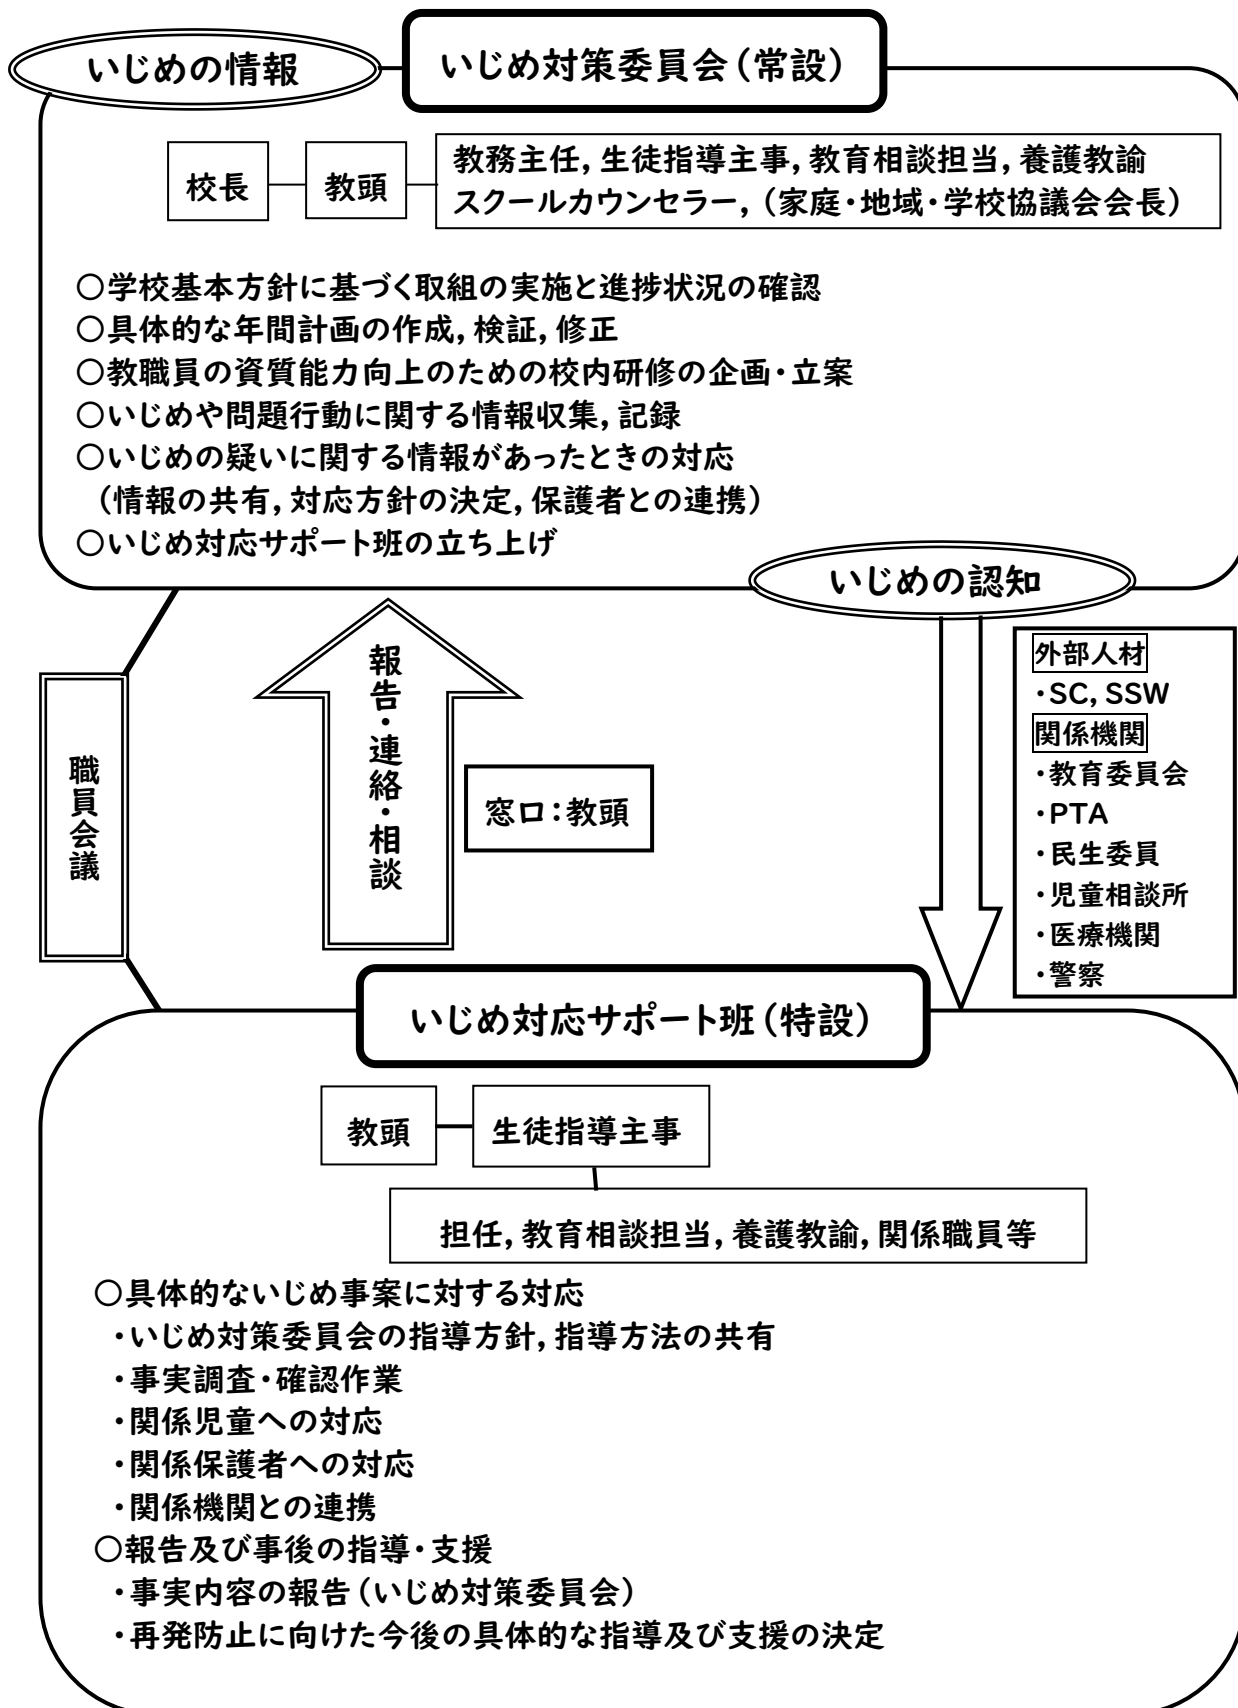 いじめの情報
いじめ対策委員会（常設）
校長
教頭
教務主任，生徒指導主事，教育相談担当，養護教諭
スクールカウンセラー，（家庭・地域・学校協議会会長）
○学校基本方針に基づく取組の実施と進捗状況の確認
○具体的な年間計画の作成，検証，修正
○教職員の資質能力向上のための校内研修の企画・立案
○いじめや問題行動に関する情報収集，記録
○いじめの疑いに関する情報があったときの対応
（情報の共有，対応方針の決定，保護者との連携）
○いじめ対応サポート班の立ち上げ
いじめの認知
職員会議
報告・連絡・相談
窓口：教頭
外部人材
・SC，SSW
関係機関
・教育委員会
・PTA
・民生委員
・児童相談所
・医療機関
・警察
いじめ対応サポート班（特設）
教頭
生徒指導主事
担任，教育相談担当，養護教諭，関係職員等
○具体的ないじめ事案に対する対応
・いじめ対策委員会の指導方針，指導方法の共有
・事実調査・確認作業
・関係児童への対応
・関係保護者への対応
・関係機関との連携
○報告及び事後の指導・支援
・事実内容の報告（いじめ対策委員会）
・再発防止に向けた今後の具体的な指導及び支援の決定